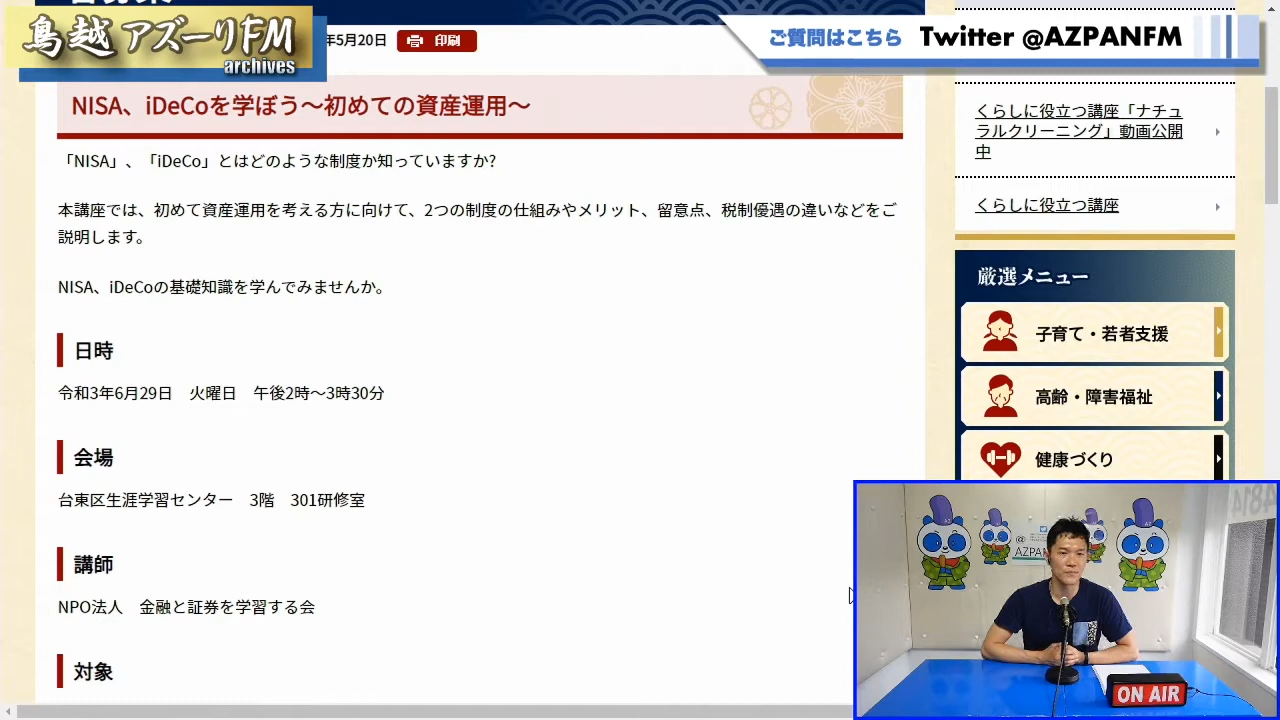 鳥越アズーリFM
archives
年5月20日
印刷
ご質問はこちら Twitter @AZPANFM
NISA、iDeCoを学ぼう～初めての資産運用～
「NISA」、「iDeCo」とはどのような制度か知っていますか?
本講座では、初めて資産運用を考える方に向けて、2つの制度の仕組みやメリット、留意点、税制優遇の違いなどをご
説明します。
NISA、iDeCoの基礎知識を学んでみませんか。
日時
令和3年6月29日　火曜日　午後2時～3時30分
会場
台東区生涯学習センター　3階　301研修室
講師
NPO法人　金融と証券を学習する会
対象
くらしに役立つ講座「ナチュ
ラルクリーニング」動画公開
中
くらしに役立つ講座
厳選メニュー
子育て・若者支援
高齢・障害福祉
健康づくり
@
AZPAN
ON AIR